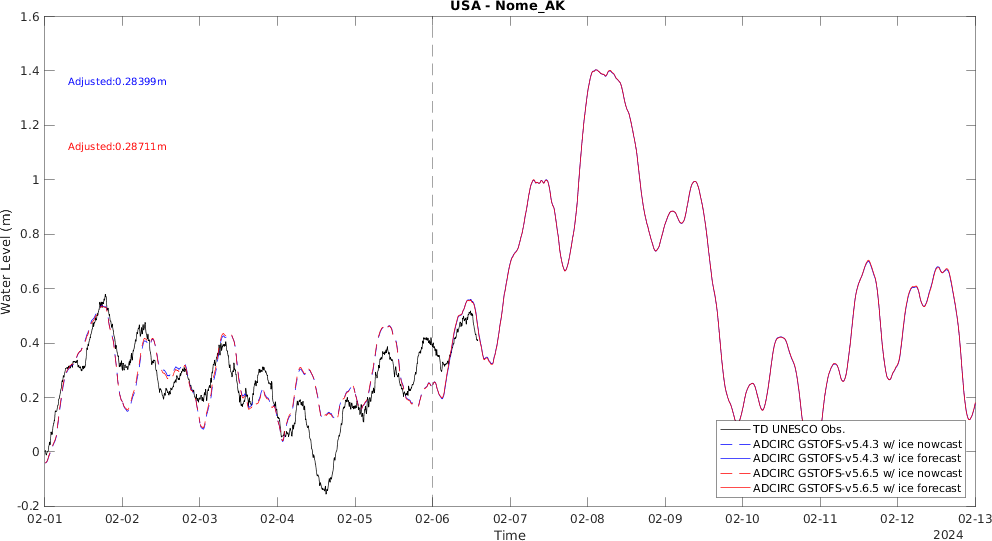 USA - Nome_AK
1.6
1.4
1.2
1
0.8
0.6
0.4
0.2
0
-0.2
Water Level (m)
Adjusted:0.28399m
Adjusted:0.28711m
TD UNESCO Obs.
ADCIRC GSTOFS-v5.4.3 w/ ice nowcast
ADCIRC GSTOFS-v5.4.3 w/ ice forecast
ADCIRC GSTOFS-v5.6.5 w/ ice nowcast
ADCIRC GSTOFS-v5.6.5 w/ ice forecast
02-01 02-02 02-03 02-04 02-05 02-06 02-07 02-08 02-09 02-10 02-11 02-12 02-13
Time
2024